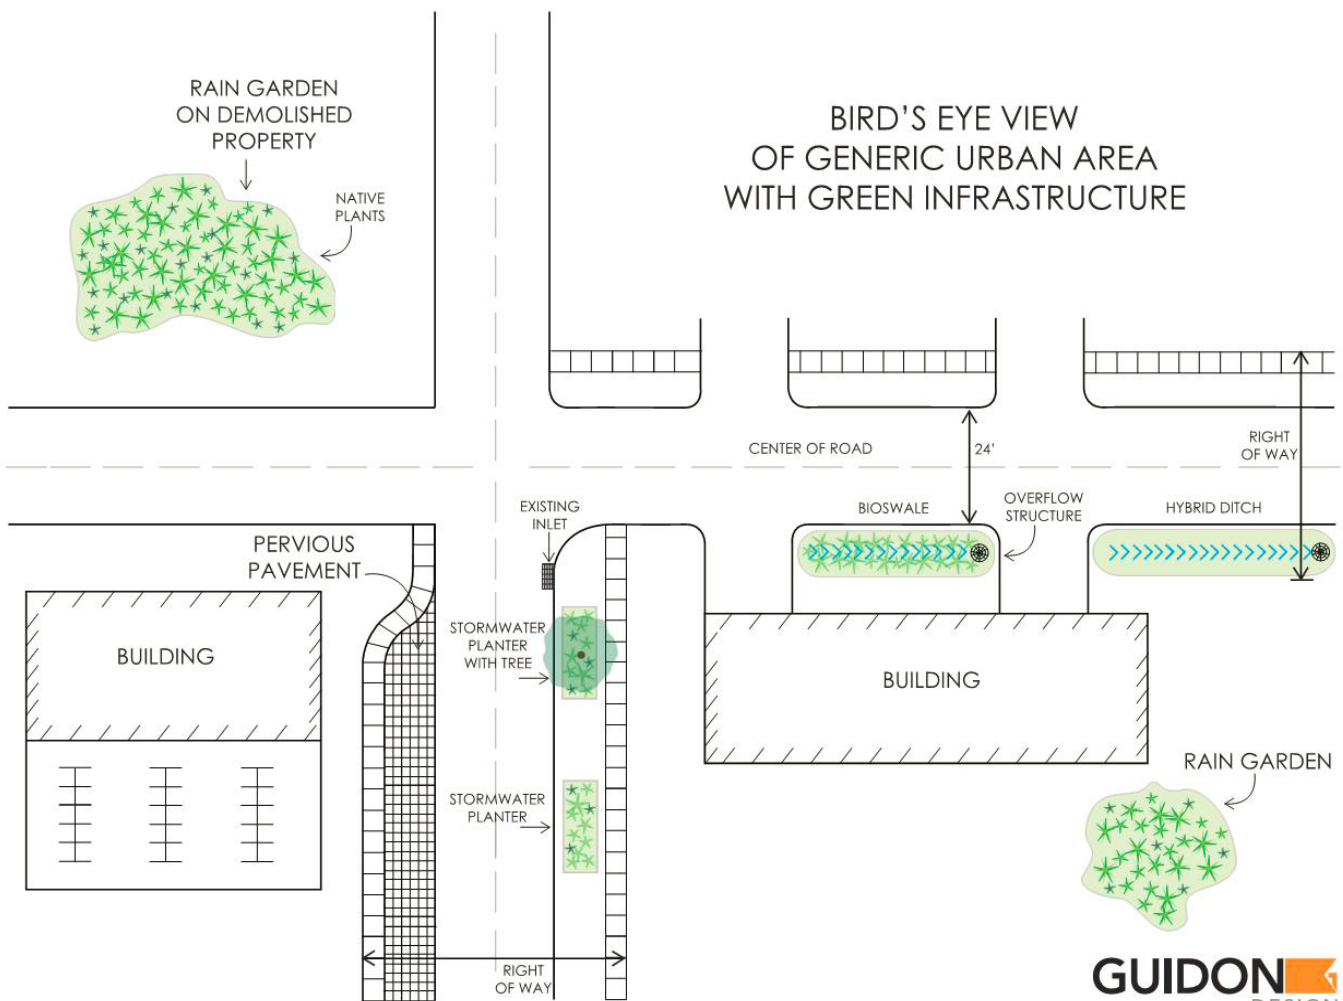 RAIN GARDEN
ON DEMOLISHED
PROPERTY
NATIVE
PLANTS
BIRD'S EYE VIEW
OF GENERIC URBAN AREA
WITH GREEN INFRASTRUCTURE
CENTER OF ROAD
24'
RIGHT
OF WAY
EXISTING
INLET
BIOSWALE
OVERFLOW
STRUCTURE
HYBRID DITCH
PERVIOUS
PAVEMENT
BUILDING
STORMWATER
PLANTER
WITH TREE
BUILDING
RAIN GARDEN
STORMWATER
PLANTER
RIGHT
OF WAY
GUIDON
DESIGN